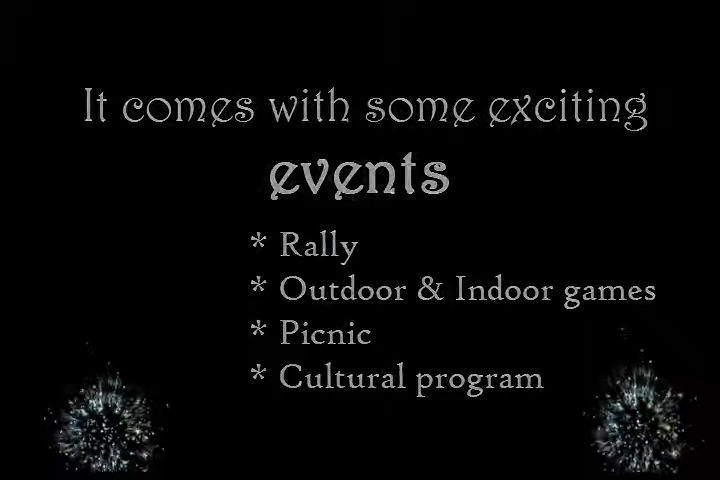 It comes with some exciting
events
* Rally
* Outdoor & Indoor games
* Picnic
* Cultural program